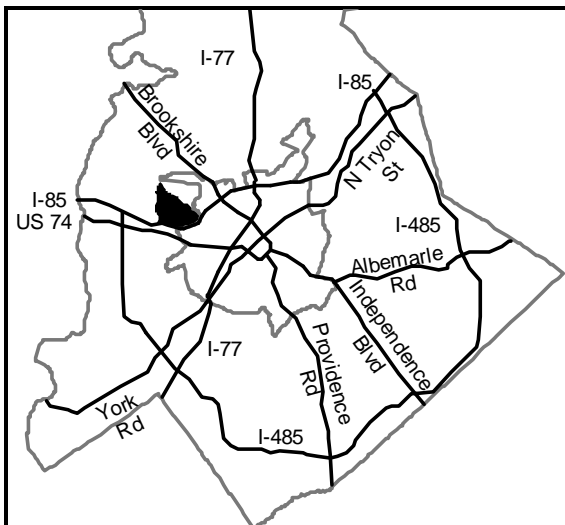 I-77
I-85
Brookshire
Blvd
N Tryon
St
I-85
US 74
I-485
Albemarle
Rd
Independence
Blvd
Providence
Rd
I-77
York
Rd
I-485